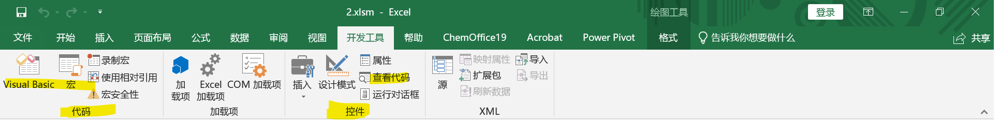 2.xlsm - Excel
绘图工具
登录
文件 开始 插入 页面布局 公式 数据 审阅 视图 开发工具 帮助 ChemOffice19 Acrobat Power Pivot 格式 告诉我你想要做什么 共享
Visual Basic
宏
录制宏
使用相对引用
宏安全性
代码
加
载项
Excel
加载项
COM 加载项
加载项
插入
设计模式
属性
查看代码
运行对话框
控件
源
映射属性
扩展包
刷新数据
导入
导出
XML